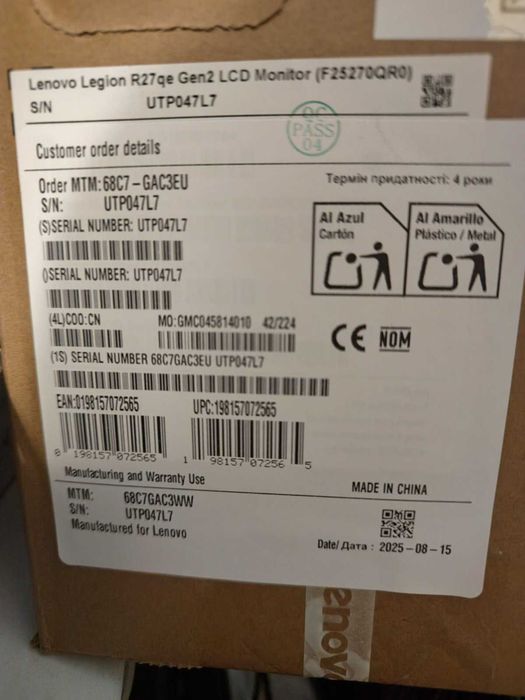 Lenovo Legion R27qe Gen2 LCD Monitor (F25270QR0)
S/N UTP047L7
QC
PASS
04
Customer order details
Order MTM: 68C7-GAC3EU
S/N: UTP047L7
(S)SERIAL NUMBER: UTP047L7
()SERIAL NUMBER: UTP047L7
(4L)COO:CN MO:GMC045814010 42/224
(1S) SERIAL NUMBER 68C7GAC3EU UTP047L7
EAN:0198157072565 UPC:198157072565
0 198157 072565 1 98157 07256 5
Термін придатності: 4 роки
Al Azul
Cartón
Al Amarillo
Plástico / Metal
CE NOM
Manufacturing and Warranty Use
MTM: 68C7GAC3WW
S/N: UTP047L7
Manufactured for Lenovo
MADE IN CHINA
Date/Дата : 2025-08-15